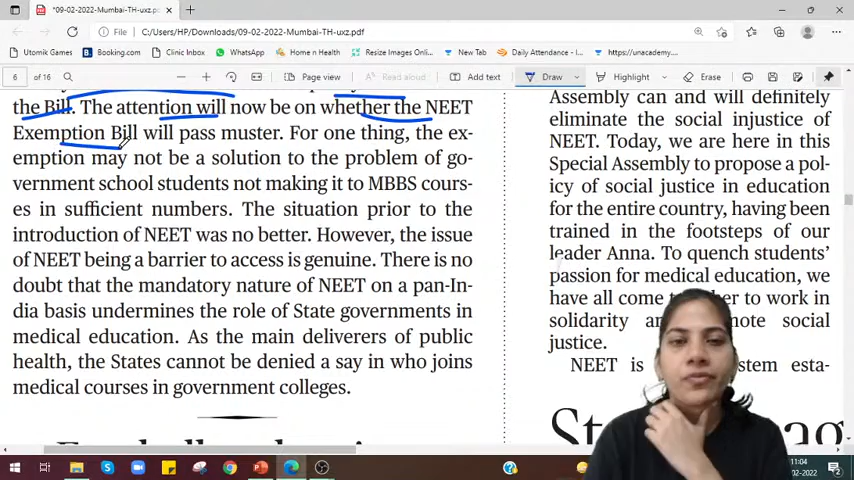 *09-02-2022-Mumbai-TH-uxz.pd
File
C:/Users/HP/Downloads/09-02-2022-Mumbai-TH-uxz.pdf
Utomik Games
Booking.com
Clinic Inbox
WhatsApp
Home n Health
Resize Images Onlin...
New Tab
Daily Attendance - I...
https://unacademy...
6
of 16
Page view
Read aloud
Add text
Draw
Highlight
Erase
the Bill. The attention will now be on whether the NEET
Exemption Bill will pass muster. For one thing, the ex-
emption may not be a solution to the problem of go-
vernment school students not making it to MBBS cours-
es in sufficient numbers. The situation prior to the
introduction of NEET was no better. However, the issue
of NEET being a barrier to access is genuine. There is no
doubt that the mandatory nature of NEET on a pan-In-
dia basis undermines the role of State governments in
medical education. As the main deliverers of public
health, the States cannot be denied a say in who joins
medical courses in government colleges.
Assembly can and will definitely
eliminate the social injustice of
NEET. Today, we are here in this
Special Assembly to propose a pol-
icy of social justice in education
for the entire country, having been
trained in the footsteps of our
leader Anna. To quench students'
passion for medical education, we
have all come to work in
solidarity social
justice.
NEET is esta-
11:04
2